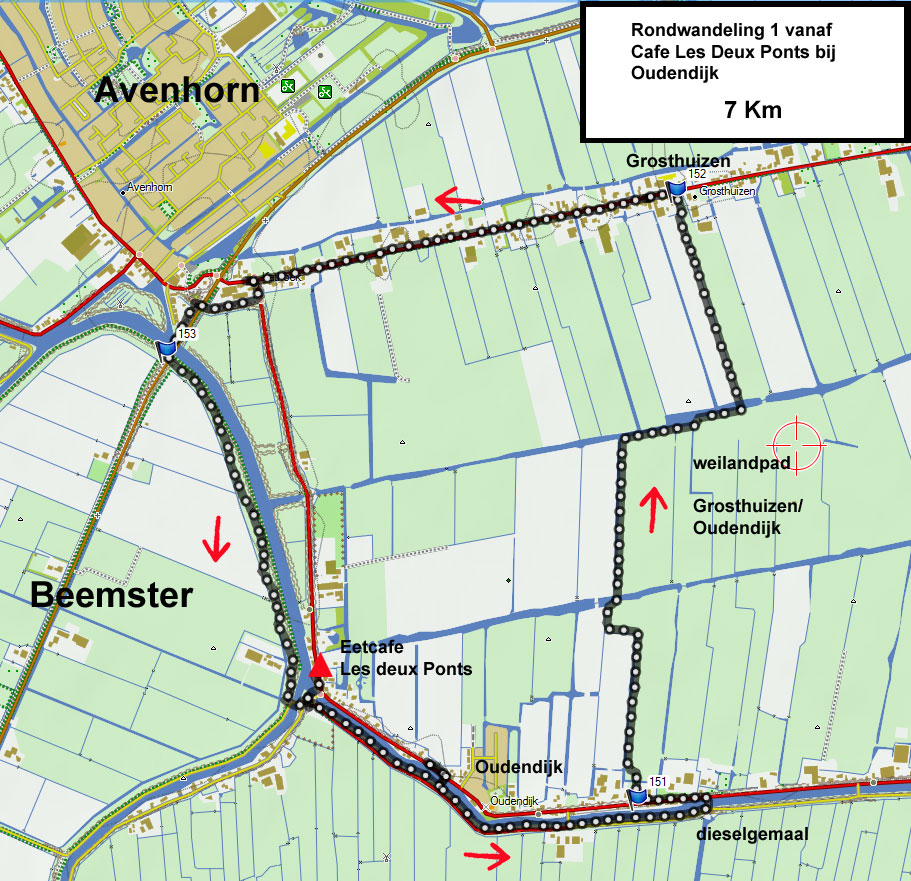 Rondwandeling 1 vanaf
Cafe Les Deux Ponts bij
Oudendijk
7 Km
Avenhorn
Grosthuizen
152
Grosthuizen
Avenhorn
153
weilandpad
Grosthuizen/
Oudendijk
Beemster
Eetcafe
Les deux Ponts
Oudendijk
151
Oudendijk
dieselgemaal